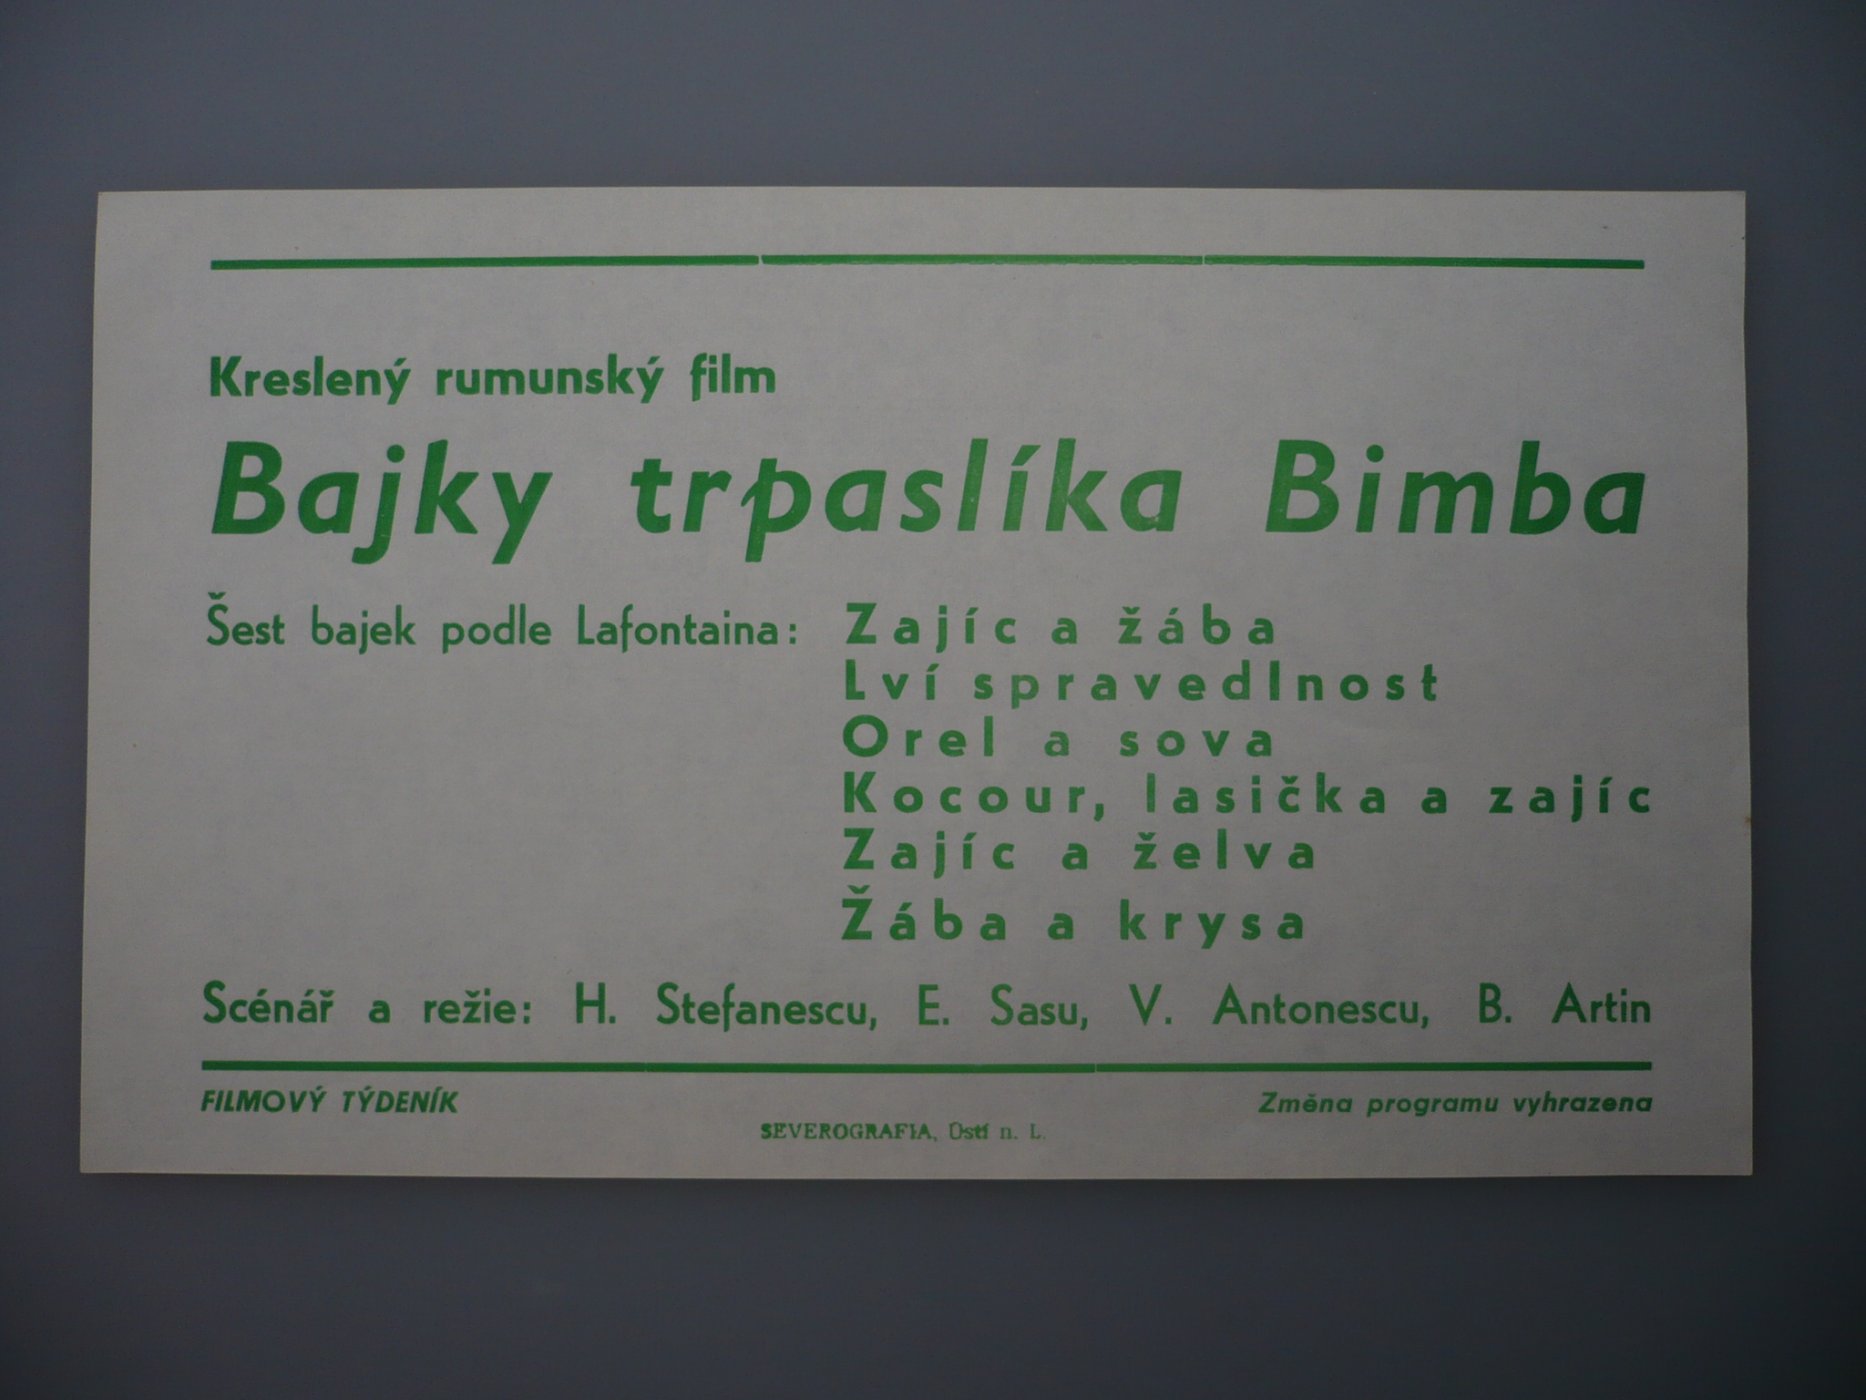 Kreslený rumunský film
Bajky trpaslíka Bimba
Šest bajek podle Lafontaina: Zajíc a žába
Lví spravedlnost
Orel a sova
Kocour, lasička a zajíc
Zajíc a želva
Žába a krysa
Scénář a režie: H. Stefanescu, E. Sasu, V. Antonescu, B. Artin
FILMOVÝ TÝDENÍK Změna programu vyhrazena
SEVEROGRAFIA, Ústí n. L.